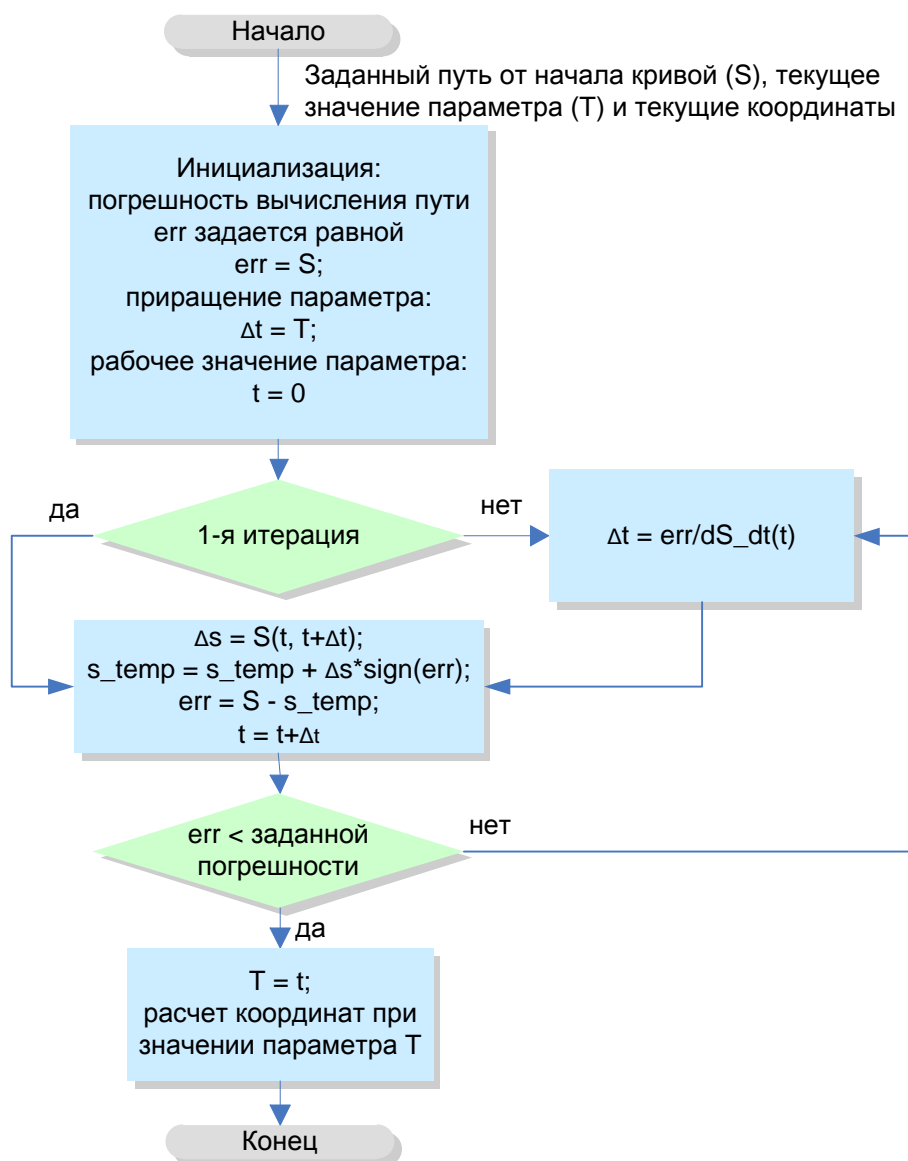 Начало
Заданный путь от начала кривой (S), текущее
значение параметра (T) и текущие координаты
Инициализация:
погрешность вычисления пути
err задается равной
err = S;
приращение параметра:
Δt = T;
рабочее значение параметра:
t = 0
да
1-я итерация
нет
Δt = err/dS_dt(t)
Δs = S(t, t+Δt);
s_temp = s_temp + Δs*sign(err);
err = S - s_temp;
t = t+Δt
err < заданной
погрешности
нет
да
T = t;
расчет координат при
значении параметра T
Конец